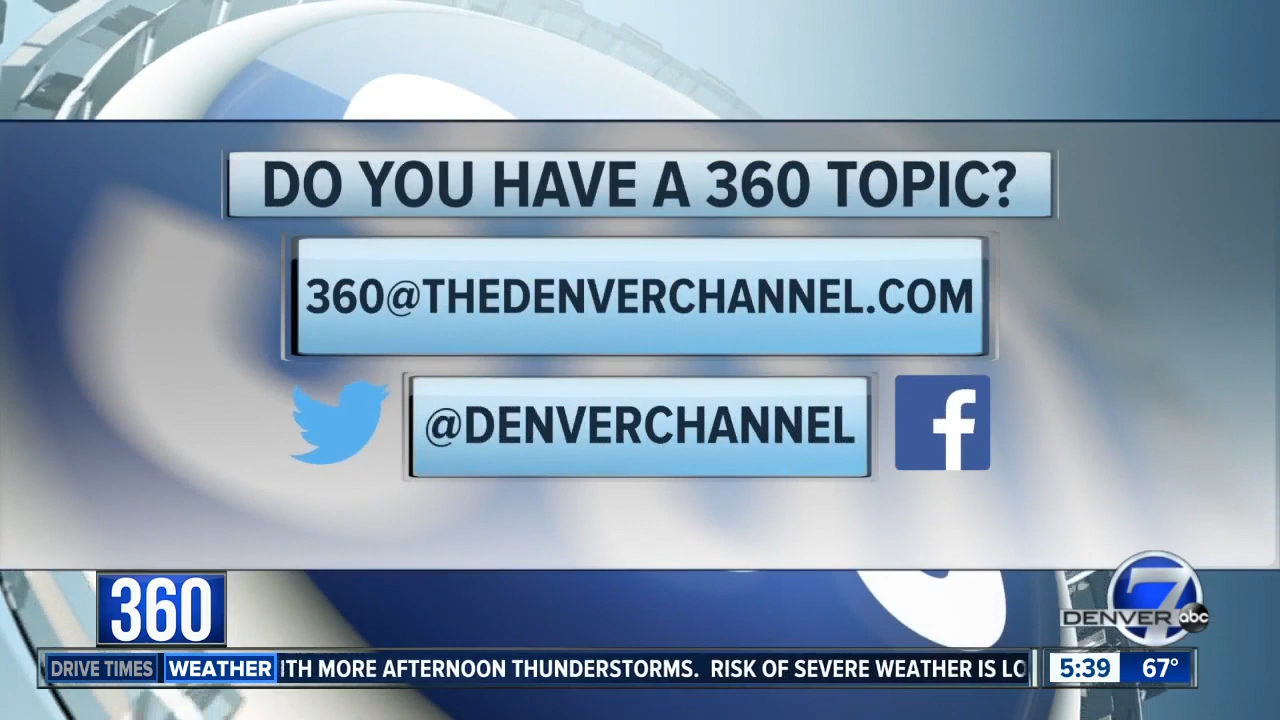 DO YOU HAVE A 360 TOPIC?
360@THEDENVERCHANNEL.COM
@DENVERCHANNEL
360
DENVER 7 abc
DRIVE TIMES WEATHER ITH MORE AFTERNOON THUNDERSTORMS. RISK OF SEVERE WEATHER IS LO 5:39 67°